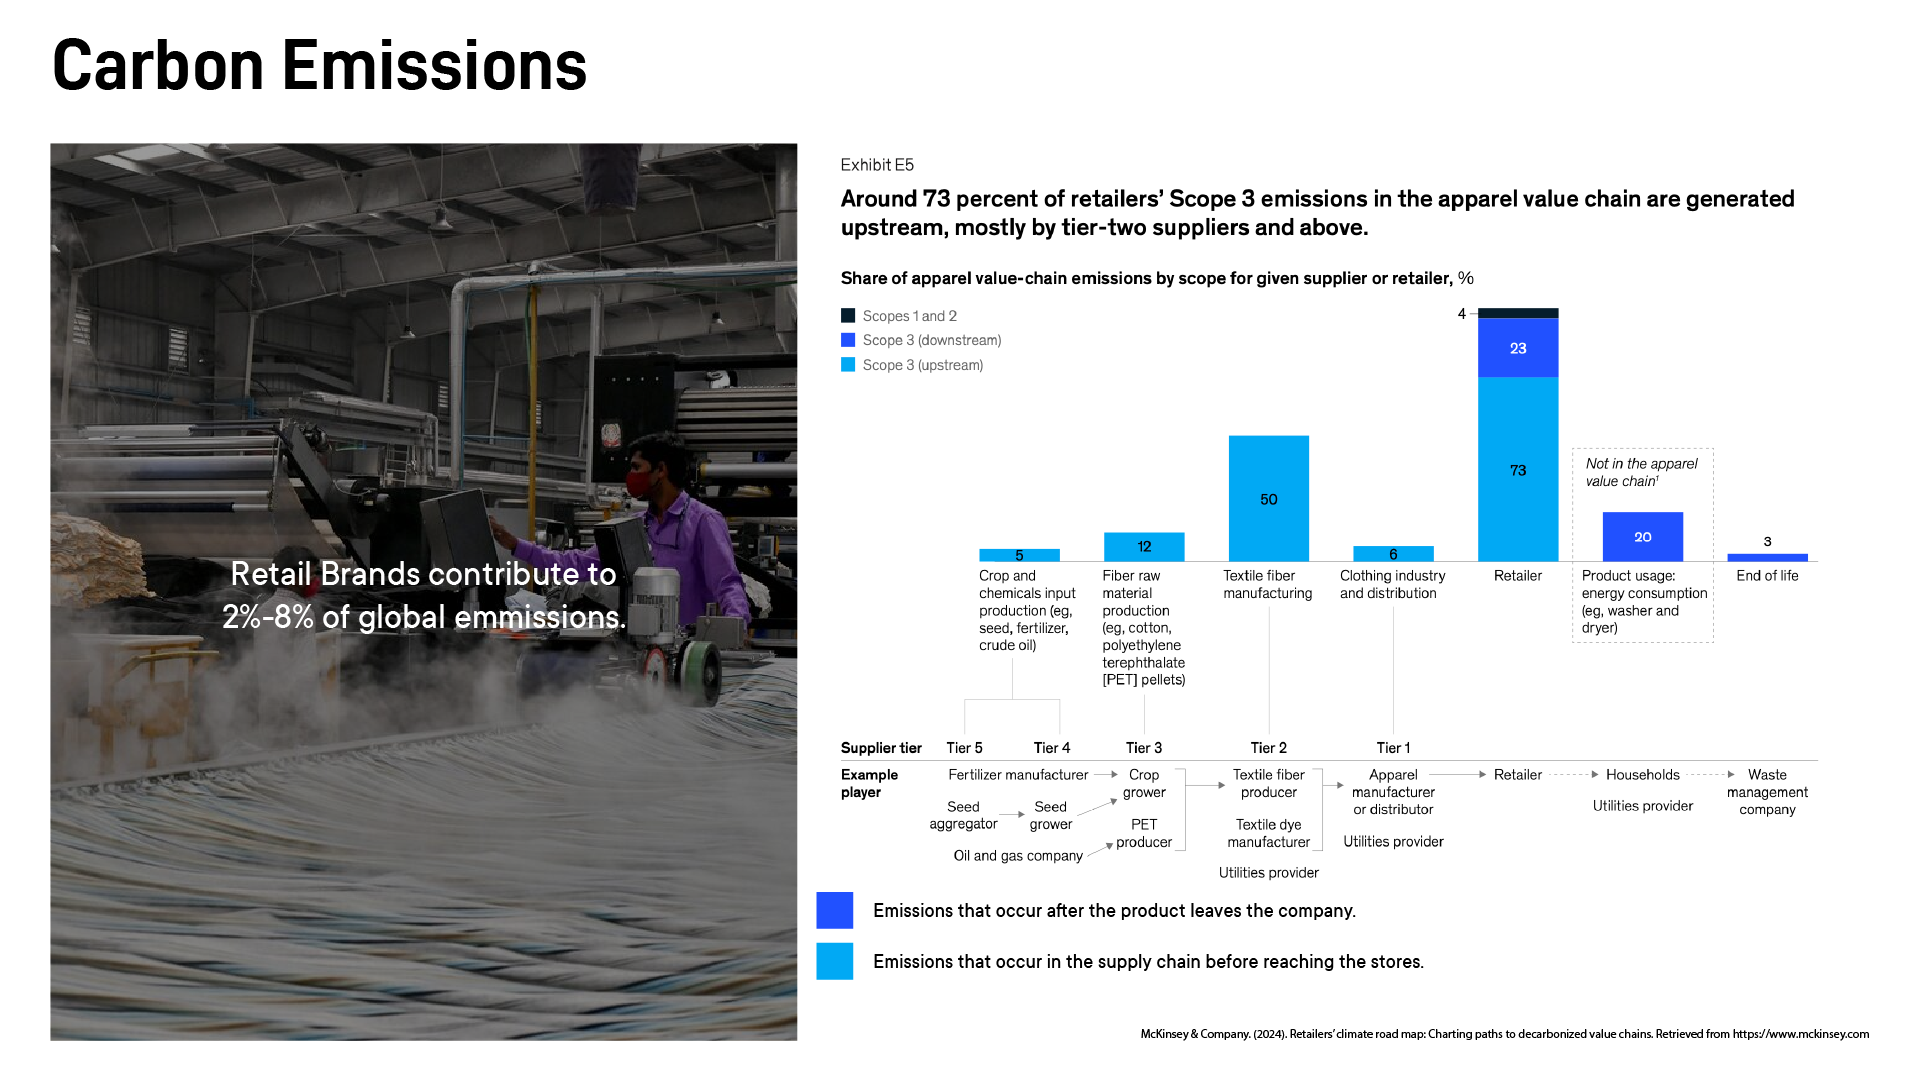 Carbon Emissions
Retail Brands contribute to
2%-8% of global emmissions.
Exhibit E5
Around 73 percent of retailers’ Scope 3 emissions in the apparel value chain are generated
upstream, mostly by tier-two suppliers and above.
Share of apparel value-chain emissions by scope for given supplier or retailer, %
Scopes 1 and 2
Scope 3 (downstream)
Scope 3 (upstream)
4
23
73
50
12
5
6
Not in the apparel
value chain¹
20
3
Crop and
chemicals input
production (eg,
seed, fertilizer,
crude oil)
Fiber raw
material
production
(eg, cotton,
polyethylene
terephthalate
[PET] pellets)
Textile fiber
manufacturing
Clothing industry
and distribution
Retailer
Product usage:
energy consumption
(eg, washer and
dryer)
End of life
Supplier tier
Tier 5
Tier 4
Tier 3
Tier 2
Tier 1
Example
player
Fertilizer manufacturer
Seed
aggregator
Seed
grower
Oil and gas company
Crop
grower
PET
producer
Textile fiber
producer
Textile dye
manufacturer
Utilities provider
Apparel
manufacturer
or distributor
Utilities provider
Retailer
Households
Utilities provider
Waste
management
company
Emissions that occur after the product leaves the company.
Emissions that occur in the supply chain before reaching the stores.
McKinsey & Company. (2024). Retailers’ climate road map: Charting paths to decarbonized value chains. Retrieved from https://www.mckinsey.com